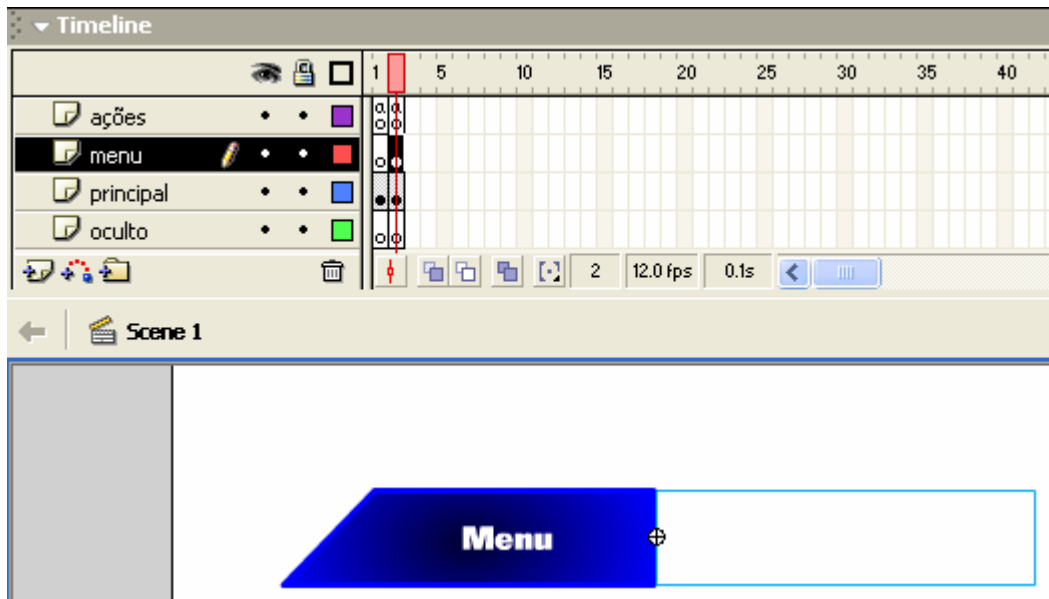 Timeline
1 5 10 15 20 25 30 35 40
ações
menu
principal
oculto
2 12.0 fps 0.1s
Scene 1
Menu